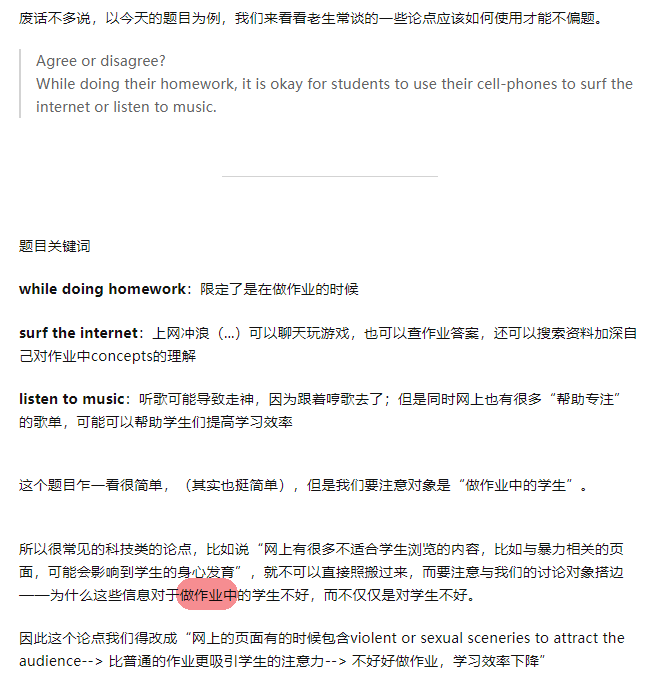 废话不多说，以今天的题目为例，我们来看看老生常谈的一些论点应该如何使用才能不偏题。
Agree or disagree?
While doing their homework, it is okay for students to use their cell-phones to surf the
internet or listen to music.
题目关键词
while doing homework：限定了是在做作业的时候
surf the internet：上网冲浪（...）可以聊天玩游戏，也可以查作业答案，还可以搜索资料加深自
己对作业中concepts的理解
listen to music：听歌可能导致走神，因为跟着哼歌去了；但是同时网上也有很多“帮助专注”
的歌单，可能可以帮助学生们提高学习效率
这个题目乍一看很简单，（其实也挺简单），但是我们要注意对象是“做作业中的学生”。
所以很常见的科技类的论点，比如说“网上有很多不适合学生浏览的内容，比如与暴力相关的页
面，可能会影响到学生的身心发育”，就不可以直接照搬过来，而要注意与我们的讨论对象搭边
——为什么这些信息对于做作业中的学生不好，而不仅仅是对学生不好。
因此这个论点我们得改成“网上的页面有的时候包含violent or sexual sceneries to attract the
audience--> 比普通的作业更吸引学生的注意力--> 不好好做作业，学习效率下降”